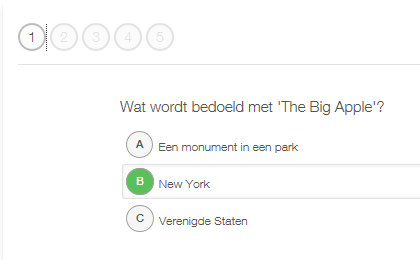 1 2 3 4 5
Wat wordt bedoeld met 'The Big Apple'?
A Een monument in een park
B New York
C Verenigde Staten